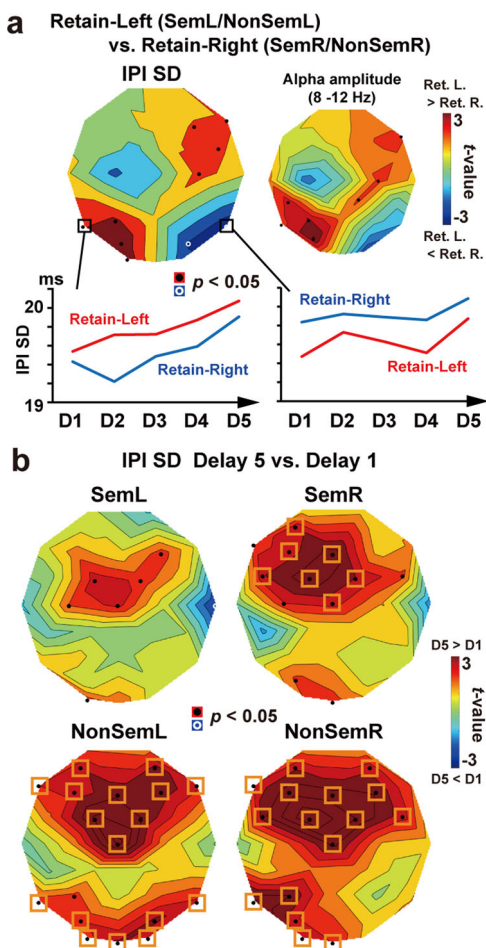 a
Retain-Left (SemL/NonSemL)
vs. Retain-Right (SemR/NonSemR)
IPI SD
Alpha amplitude
(8 -12 Hz)
Ret. L.
> Ret. R.
3
t-value
-3
Ret. L.
< Ret. R.
p < 0.05
ms
20
IPI SD
19
Retain-Left
Retain-Right
D1 D2 D3 D4 D5
Retain-Right
Retain-Left
D1 D2 D3 D4 D5
b
IPI SD Delay 5 vs. Delay 1
SemL
SemR
D5 > D1
3
t-value
-3
D5 < D1
p < 0.05
NonSemL
NonSemR